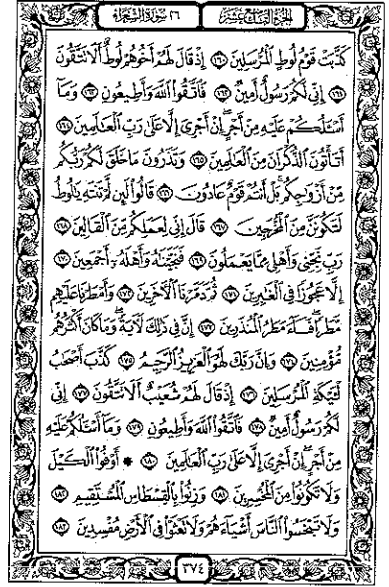 الجزء التاسع عشر ٢٦ سورة الشعراء
كَذَّبَتْ قَوْمُ لُوطٍ الْمُرْسَلِينَ ١٦٠ إِذْ قَالَ لَهُمْ أَخُوهُمْ لُوطٌ أَلَا تَتَّقُونَ
١٦١ إِنِّي لَكُمْ رَسُولٌ أَمِينٌ ١٦٢ فَاتَّقُوا اللَّهَ وَأَطِيعُونِ ١٦٣ وَمَا
أَسْـَٔلُكُمْ عَلَيْهِ مِنْ أَجْرٍ إِنْ أَجْرِيَ إِلَّا عَلَىٰ رَبِّ الْعَالَمِينَ ١٦٤
أَتَأْتُونَ الذُّكْرَانَ مِنَ الْعَالَمِينَ ١٦٥ وَتَذَرُونَ مَا خَلَقَ لَكُمْ رَبُّكُم
مِّنْ أَزْوَاجِكُم بَلْ أَنتُمْ قَوْمٌ عَادُونَ ١٦٦ قَالُوا لَئِن لَّمْ تَنتَهِ يَا لُوطُ
لَتَكُونَنَّ مِنَ الْمُخْرَجِينَ ١٦٧ قَالَ إِنِّي لِعَمَلِكُم مِّنَ الْقَالِينَ ١٦٨
رَبِّ نَجِّنِي وَأَهْلِي مِمَّا يَعْمَلُونَ ١٦٩ فَنَجَّيْنَاهُ وَأَهْلَهُ أَجْمَعِينَ ١٧٠
إِلَّا عَجُوزًا فِي الْغَابِرِينَ ١٧١ ثُمَّ دَمَّرْنَا الْآخَرِينَ ١٧٢ وَأَمْطَرْنَا عَلَيْهِم
مَّطَرًا فَسَاءَ مَطَرُ الْمُنذَرِينَ ١٧٣ إِنَّ فِي ذَٰلِكَ لَآيَةً وَمَا كَانَ أَكْثَرُهُم
مُّؤْمِنِينَ ١٧٤ وَإِنَّ رَبَّكَ لَهُوَ الْعَزِيزُ الرَّحِيمُ ١٧٥ كَذَّبَ أَصْحَابُ
لْـَٔيْكَةِ الْمُرْسَلِينَ ١٧٦ إِذْ قَالَ لَهُمْ شُعَيْبٌ أَلَا تَتَّقُونَ ١٧٧ إِنِّي
لَكُمْ رَسُولٌ أَمِينٌ ١٧٨ فَاتَّقُوا اللَّهَ وَأَطِيعُونِ ١٧٩ وَمَا أَسْـَٔلُكُمْ عَلَيْهِ
مِنْ أَجْرٍ إِنْ أَجْرِيَ إِلَّا عَلَىٰ رَبِّ الْعَالَمِينَ ١٨٠ * أَوْفُوا الْكَيْلَ
وَلَا تَكُونُوا مِنَ الْمُخْسِرِينَ ١٨١ وَزِنُوا بِالْقِسْطَاسِ الْمُسْتَقِيمِ ١٨٢
وَلَا تَبْخَسُوا النَّاسَ أَشْيَاءَهُمْ وَلَا تَعْثَوْا فِي الْأَرْضِ مُفْسِدِينَ ١٨٣
٣٧٤